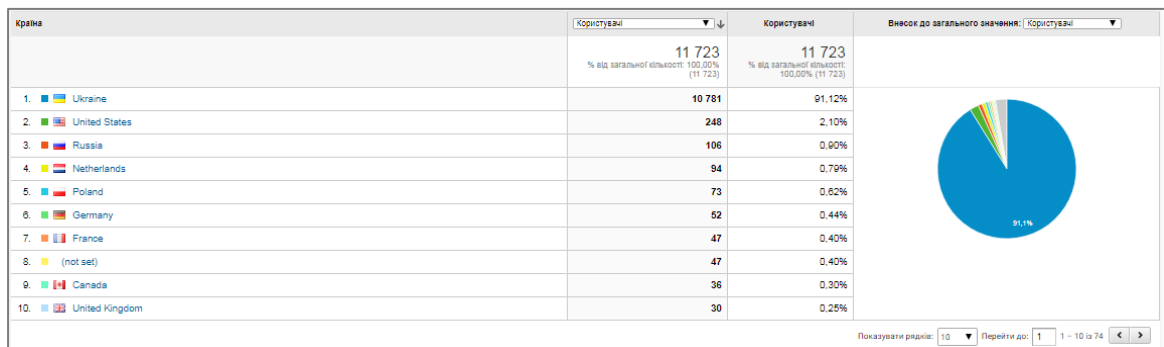 Країна Користувачі Користувачі Внесок до загального значення: Користувачі
11 723 11 723
% від загальної кількості: 100,00% % від загальної кількості:
(11 723) 100,00% (11 723)
1. Ukraine 10 781 91,12%
2. United States 248 2,10%
3. Russia 106 0,90%
4. Netherlands 94 0,79%
5. Poland 73 0,62%
6. Germany 52 0,44%
7. France 47 0,40%
8. (not set) 47 0,40%
9. Canada 36 0,30%
10. United Kingdom 30 0,25%
91,1%
Показувати рядків: 10 Перейти до: 1 1 – 10 із 74